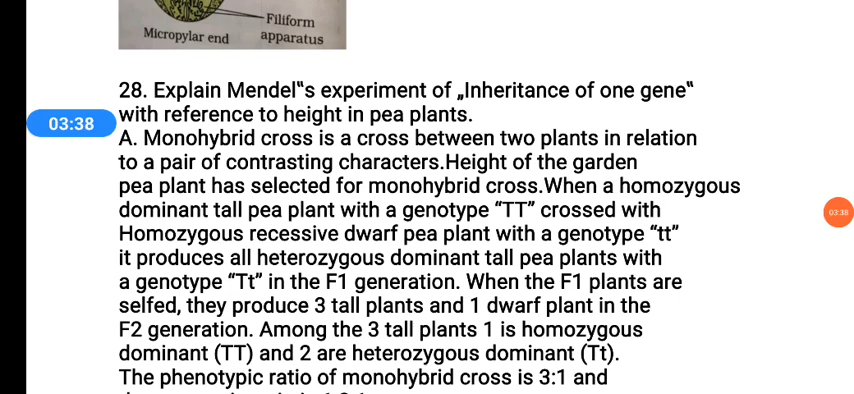 Filiform
Micropylar end apparatus
28. Explain Mendel‟s experiment of „Inheritance of one gene‟
with reference to height in pea plants.
03:38
A. Monohybrid cross is a cross between two plants in relation
to a pair of contrasting characters.Height of the garden
pea plant has selected for monohybrid cross.When a homozygous
dominant tall pea plant with a genotype “TT” crossed with
03:38
Homozygous recessive dwarf pea plant with a genotype “tt”
it produces all heterozygous dominant tall pea plants with
a genotype “Tt” in the F1 generation. When the F1 plants are
selfed, they produce 3 tall plants and 1 dwarf plant in the
F2 generation. Among the 3 tall plants 1 is homozygous
dominant (TT) and 2 are heterozygous dominant (Tt).
The phenotypic ratio of monohybrid cross is 3:1 and